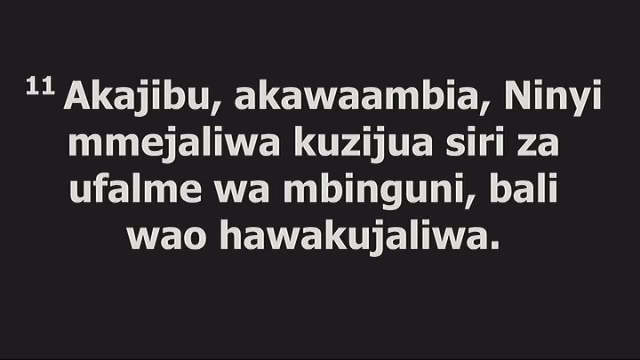 11 Akajibu, akawaambia, Ninyi
mmejaliwa kuzijua siri za
ufalme wa mbinguni, bali
wao hawakujaliwa.